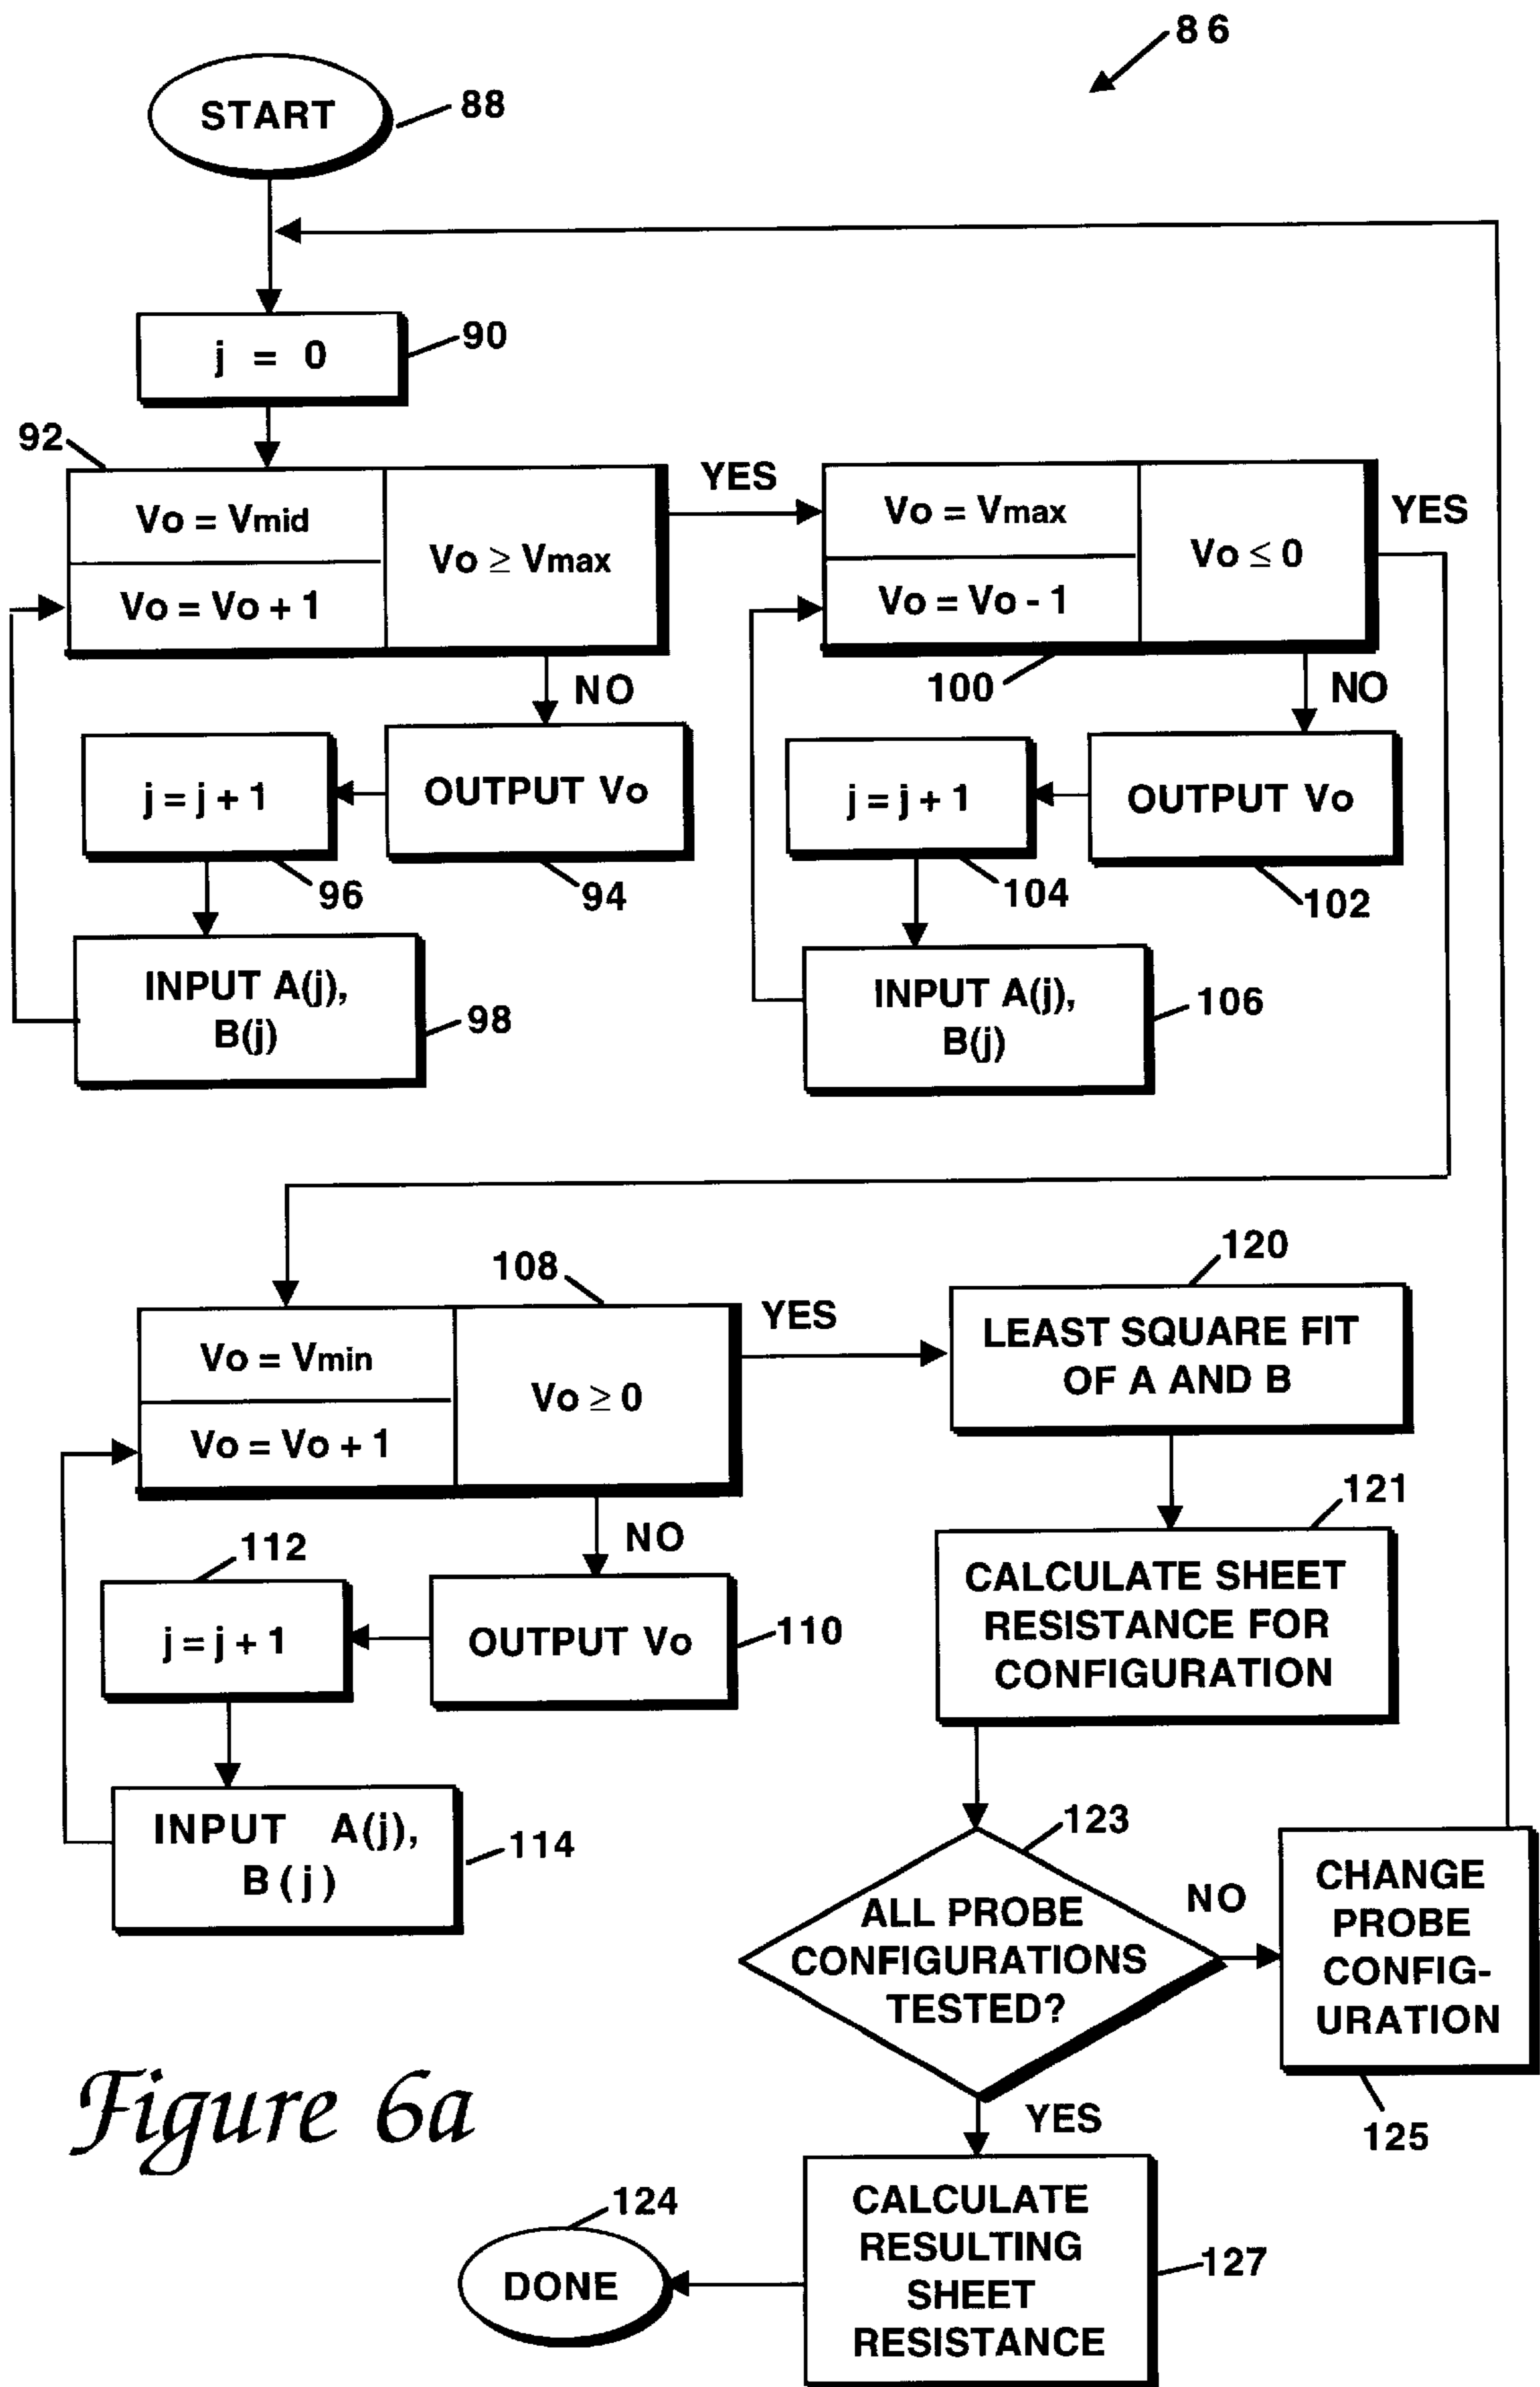 86
START
88
j = 0
90
92
Vo = Vmid
Vo = Vo + 1
Vo ≥ Vmax
YES
NO
OUTPUT Vo
94
j = j + 1
96
INPUT A(j),
B(j)
98
Vo = Vmax
Vo = Vo - 1
Vo ≤ 0
YES
100
NO
OUTPUT Vo
102
j = j + 1
104
INPUT A(j),
B(j)
106
108
Vo = Vmin
Vo = Vo + 1
Vo ≥ 0
YES
NO
OUTPUT Vo
110
112
j = j + 1
INPUT A(j),
B(j)
114
120
LEAST SQUARE FIT
OF A AND B
121
CALCULATE SHEET
RESISTANCE FOR
CONFIGURATION
123
ALL PROBE
CONFIGURATIONS
TESTED?
NO
CHANGE
PROBE
CONFIG-
URATION
125
YES
CALCULATE
RESULTING
SHEET
RESISTANCE
127
124
DONE
Figure 6a